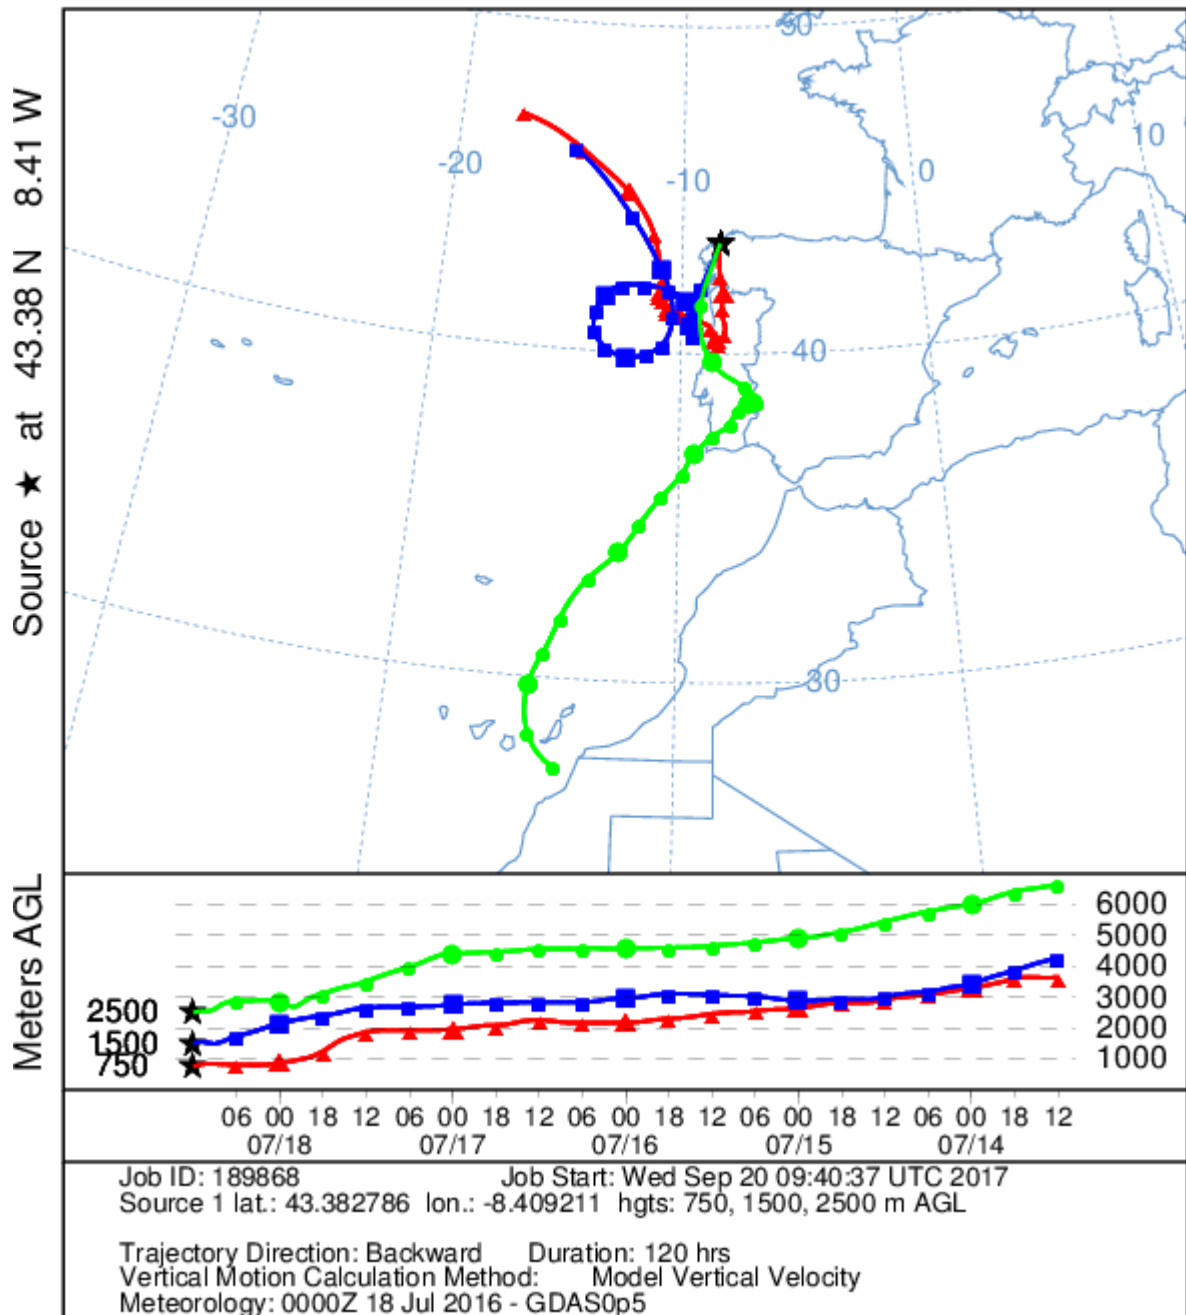 50
-30
-20
-10
0
10
40
30
Source ★ at 43.38 N 8.41 W
Meters AGL
2500
1500
750
6000
5000
4000
3000
2000
1000
06 00 18 12 06 00 18 12 06 00 18 12 06 00 18 12 06 00 18 12
07/18 07/17 07/16 07/15 07/14
Job ID: 189868 Job Start: Wed Sep 20 09:40:37 UTC 2017
Source 1 lat.: 43.382786 lon.: -8.409211 hgts: 750, 1500, 2500 m AGL
Trajectory Direction: Backward Duration: 120 hrs
Vertical Motion Calculation Method: Model Vertical Velocity
Meteorology: 0000Z 18 Jul 2016 - GDAS0p5